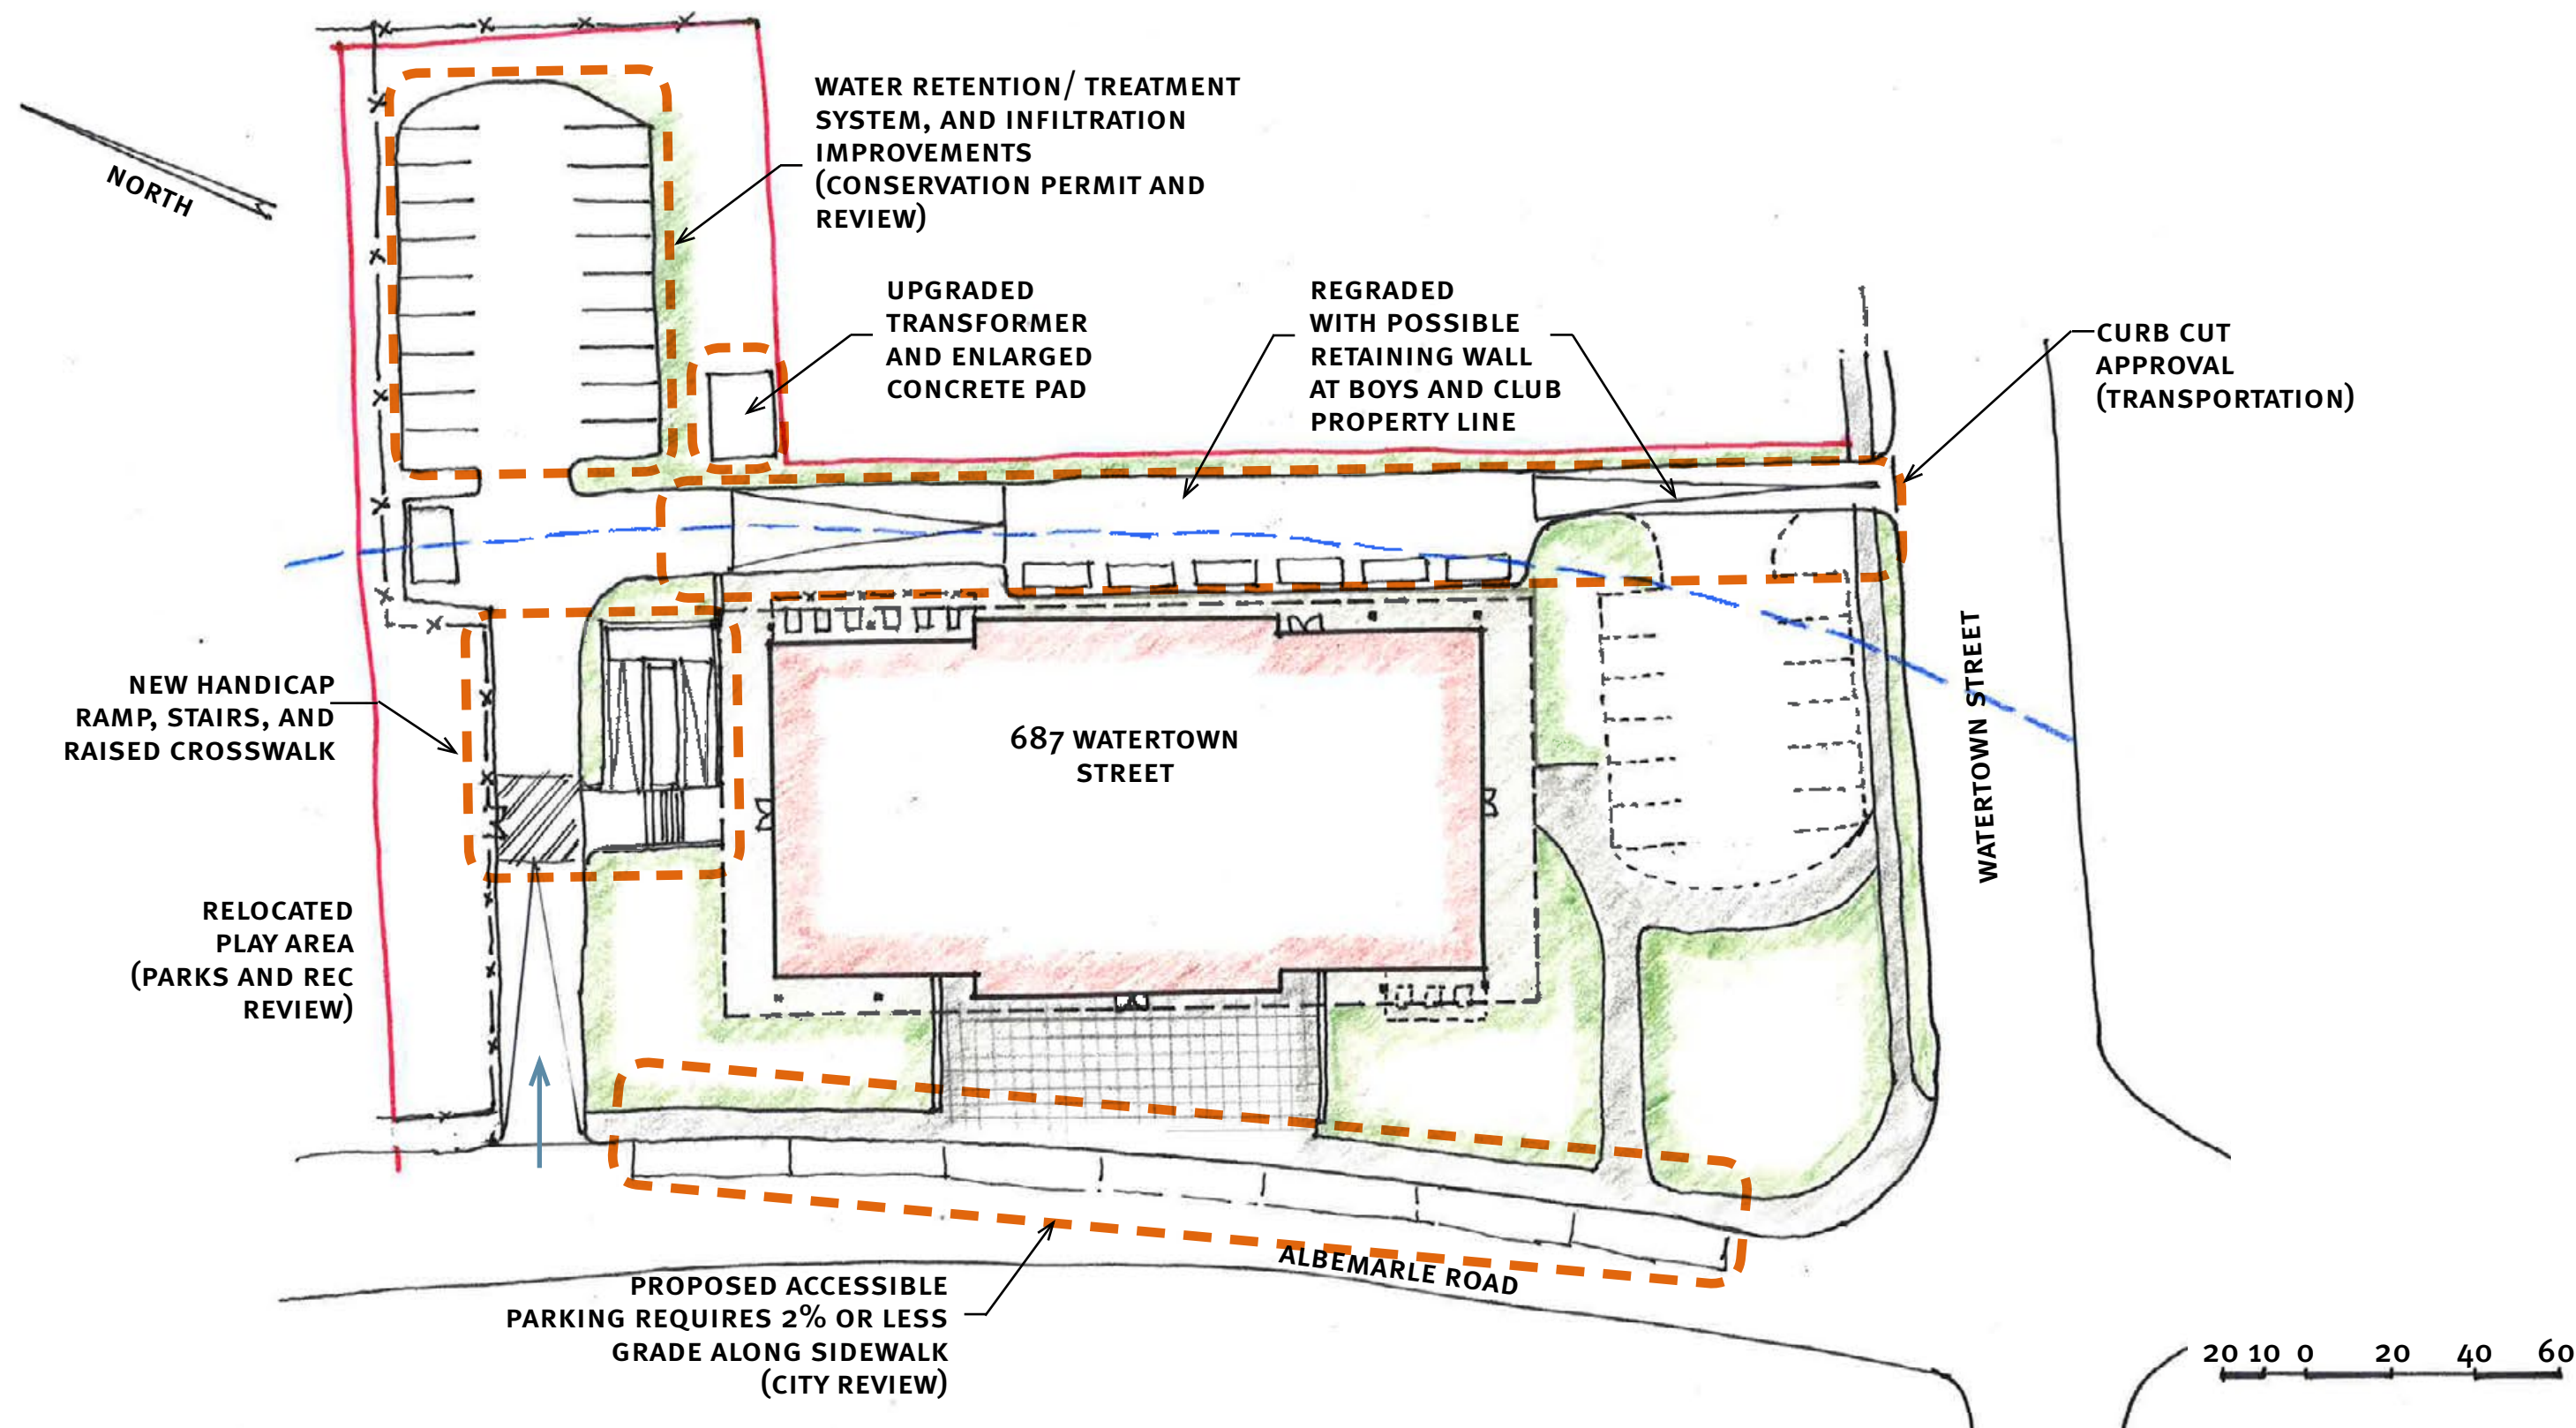 WATER RETENTION/ TREATMENT
SYSTEM, AND INFILTRATION
IMPROVEMENTS
(CONSERVATION PERMIT AND
REVIEW)
NORTH
UPGRADED
TRANSFORMER
AND ENLARGED
CONCRETE PAD
REGRADED
WITH POSSIBLE
RETAINING WALL
AT BOYS AND CLUB
PROPERTY LINE
CURB CUT
APPROVAL
(TRANSPORTATION)
NEW HANDICAP
RAMP, STAIRS, AND
RAISED CROSSWALK
687 WATERTOWN
STREET
WATERTOWN STREET
RELOCATED
PLAY AREA
(PARKS AND REC
REVIEW)
ALBEMARLE ROAD
PROPOSED ACCESSIBLE
PARKING REQUIRES 2% OR LESS
GRADE ALONG SIDEWALK
(CITY REVIEW)
20 10 0 20 40 60